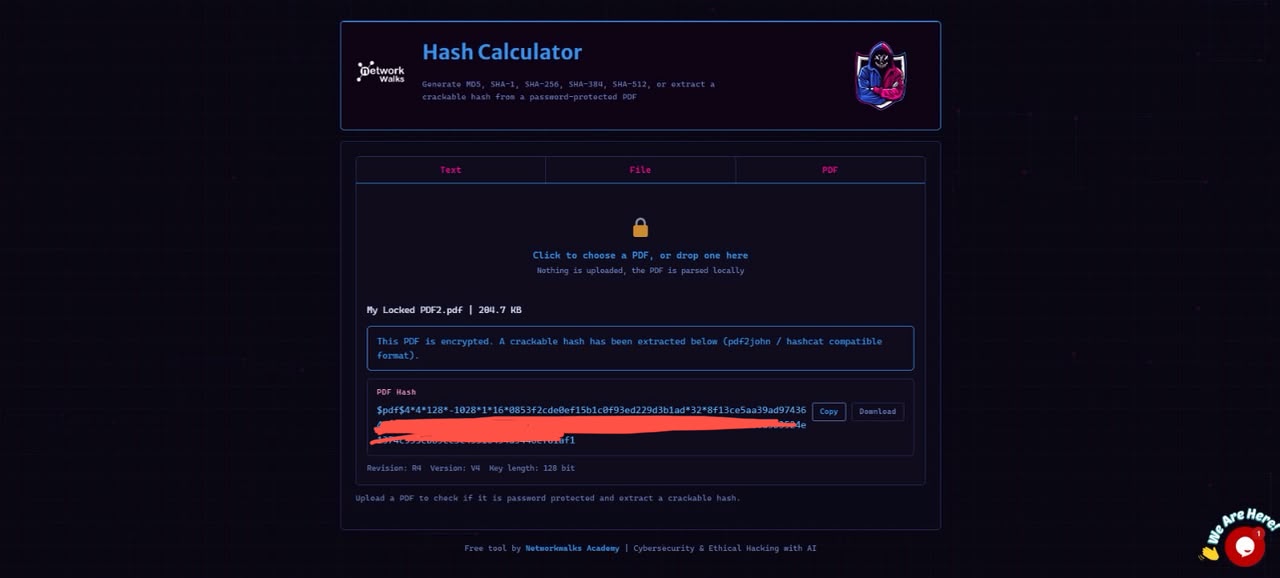 Hash Calculator
network
walks
Generate MD5, SHA-1, SHA-256, SHA-384, SHA-512, or extract a
crackable hash from a password-protected PDF
Text File PDF
Click to choose a PDF, or drop one here
Nothing is uploaded, the PDF is parsed locally
My Locked PDF2.pdf | 204.7 KB
This PDF is encrypted. A crackable hash has been extracted below (pdf2john / hashcat compatible
format).
PDF Hash
$pdf$4*4*128*-1028*1*16*0853f2cde0ef15b1c0f93ed229d3b1ad*32*8f13ce5aa39ad97436
Copy Download
Revision: R4 Version: V4 Key length: 128 bit
Upload a PDF to check if it is password protected and extract a crackable hash.
Free tool by Networkwalks Academy | Cybersecurity & Ethical Hacking with AI
We Are Here!
1